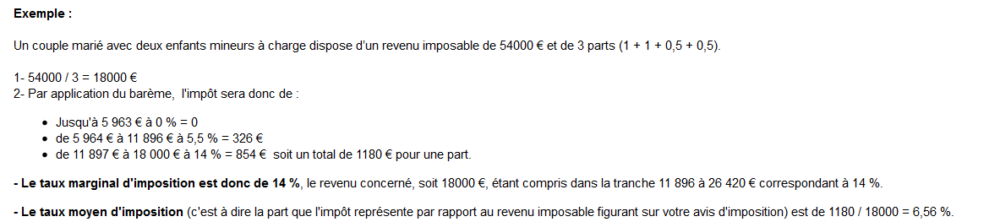 Exemple :
Un couple marié avec deux enfants mineurs à charge dispose d'un revenu imposable de 54000 € et de 3 parts (1 + 1 + 0,5 + 0,5).
1- 54000 / 3 = 18000 €
2- Par application du barème, l'impôt sera donc de :
• Jusqu'à 5 963 € à 0 % = 0
• de 5 964 € à 11 896 € à 5,5 % = 326 €
• de 11 897 € à 18 000 € à 14 % = 854 € soit un total de 1180 € pour une part.
- Le taux marginal d'imposition est donc de 14 %, le revenu concerné, soit 18000 €, étant compris dans la tranche 11 896 à 26 420 € correspondant à 14 %.
- Le taux moyen d'imposition (c'est à dire la part que l'impôt représente par rapport au revenu imposable figurant sur votre avis d'imposition) est de 1180 / 18000 = 6,56 %.